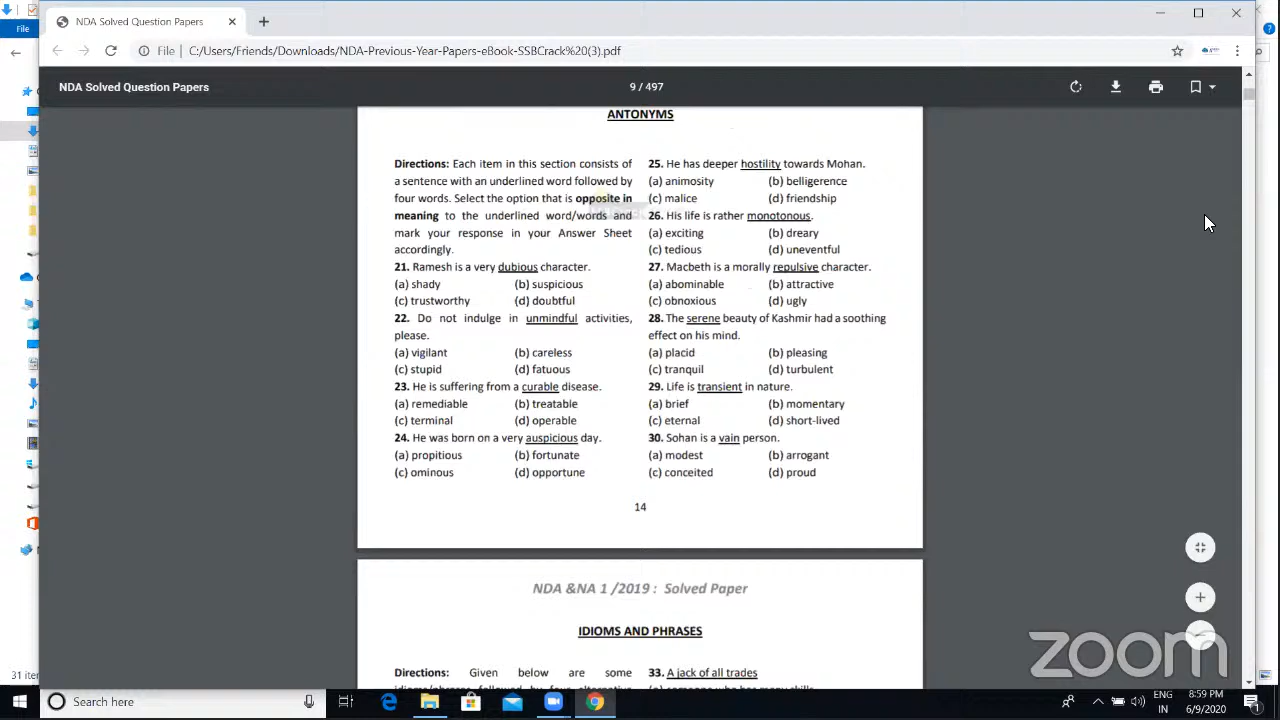 NDA Solved Question Papers
File
File | C:/Users/Friends/Downloads/NDA-Previous-Year-Papers-eBook-SSBCrack%20(3).pdf
NDA Solved Question Papers
9 / 497
ANTONYMS
Directions: Each item in this section consists of
a sentence with an underlined word followed by
four words. Select the option that is opposite in
meaning to the underlined word/words and
mark your response in your Answer Sheet
accordingly.
21. Ramesh is a very dubious character.
(a) shady (b) suspicious
(c) trustworthy (d) doubtful
22. Do not indulge in unmindful activities,
please.
(a) vigilant (b) careless
(c) stupid (d) fatuous
23. He is suffering from a curable disease.
(a) remediable (b) treatable
(c) terminal (d) operable
24. He was born on a very auspicious day.
(a) propitious (b) fortunate
(c) ominous (d) opportune
25. He has deeper hostility towards Mohan.
(a) animosity (b) belligerence
(c) malice (d) friendship
26. His life is rather monotonous.
(a) exciting (b) dreary
(c) tedious (d) uneventful
27. Macbeth is a morally repulsive character.
(a) abominable (b) attractive
(c) obnoxious (d) ugly
28. The serene beauty of Kashmir had a soothing
effect on his mind.
(a) placid (b) pleasing
(c) tranquil (d) turbulent
29. Life is transient in nature.
(a) brief (b) momentary
(c) eternal (d) short-lived
30. Sohan is a vain person.
(a) modest (b) arrogant
(c) conceited (d) proud
14
NDA &NA 1 /2019 : Solved Paper
IDIOMS AND PHRASES
Directions: Given below are some
33. A jack of all trades
zoom
31 iter
Search here
ENG
IN
8:59 PM
6/9/2020